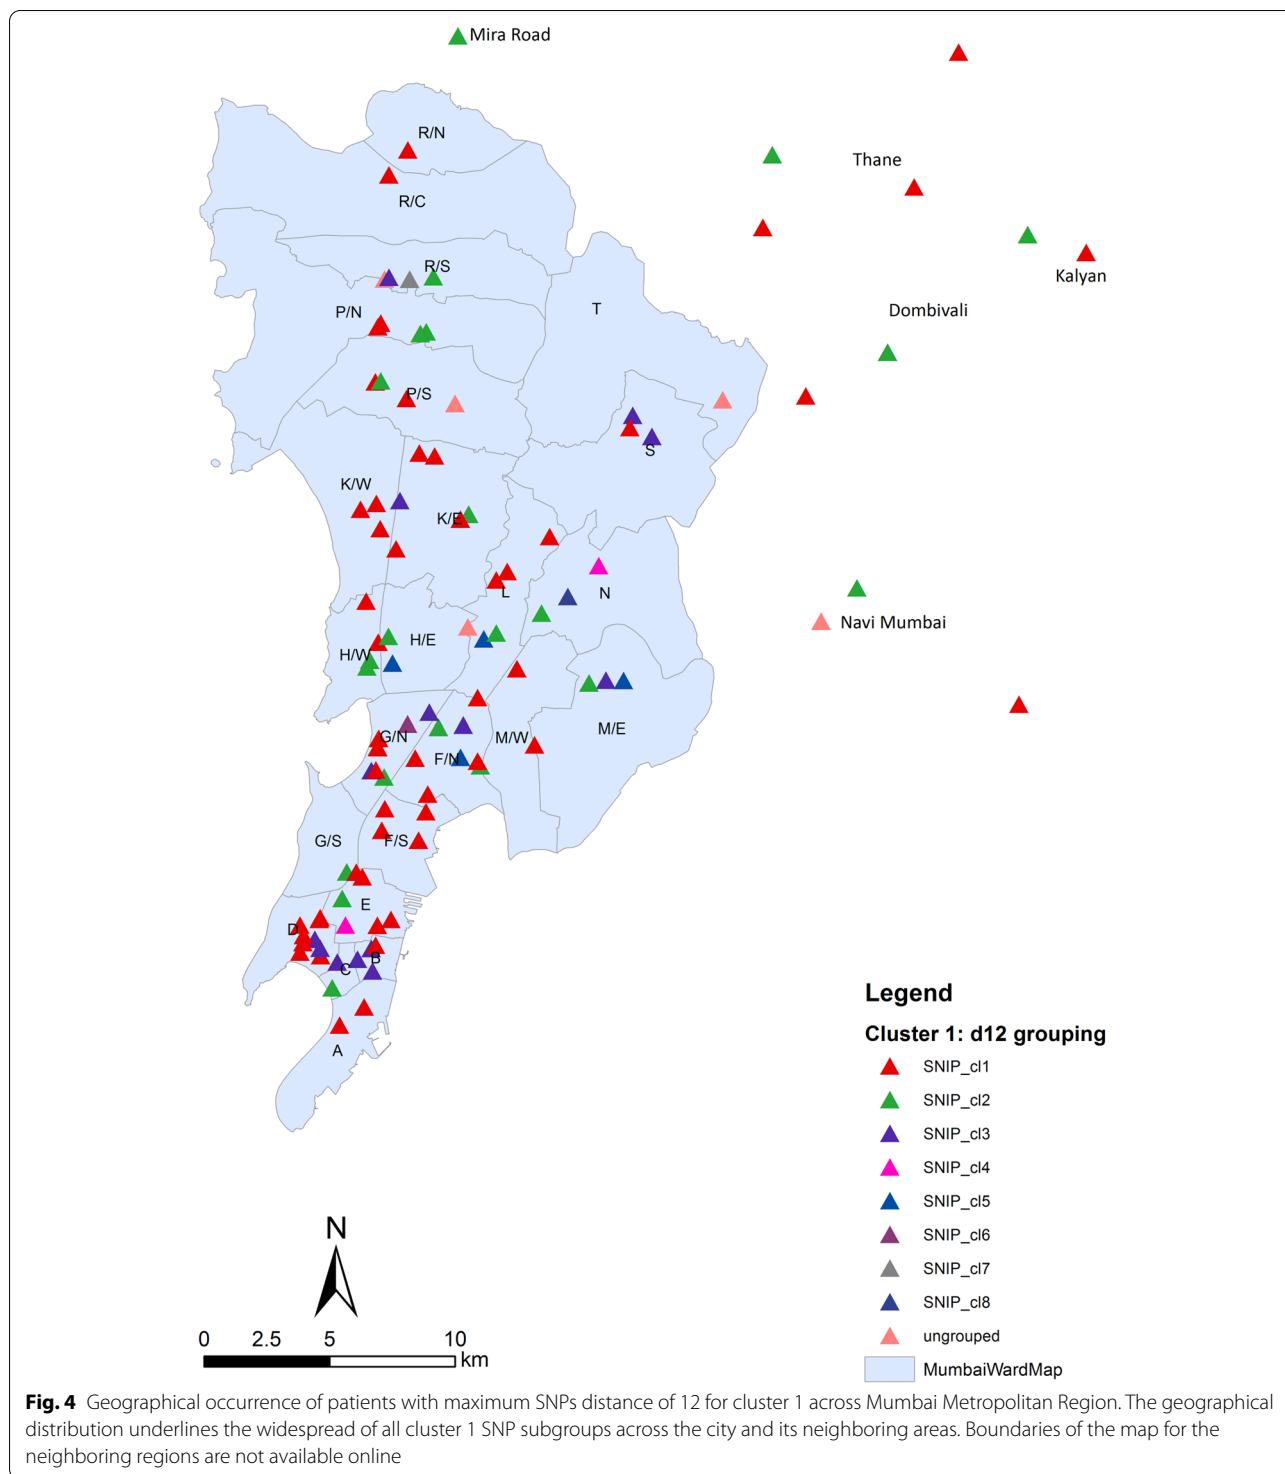 Mira Road
R/N
Thane
R/C
R/S
Kalyan
P/N
T
Dombivali
P/S
S
K/W
K/E
L
N
Navi Mumbai
H/E
H/W
M/E
G/N
M/W
F/N
G/S
F/S
E
D
B
C
A
Legend
Cluster 1: d12 grouping
SNIP_cl1
SNIP_cl2
SNIP_cl3
SNIP_cl4
SNIP_cl5
SNIP_cl6
SNIP_cl7
SNIP_cl8
ungrouped
MumbaiWardMap
N
0 2.5 5 10
km
Fig. 4 Geographical occurrence of patients with maximum SNPs distance of 12 for cluster 1 across Mumbai Metropolitan Region. The geographical
distribution underlines the widespread of all cluster 1 SNP subgroups across the city and its neighboring areas. Boundaries of the map for the
neighboring regions are not available online